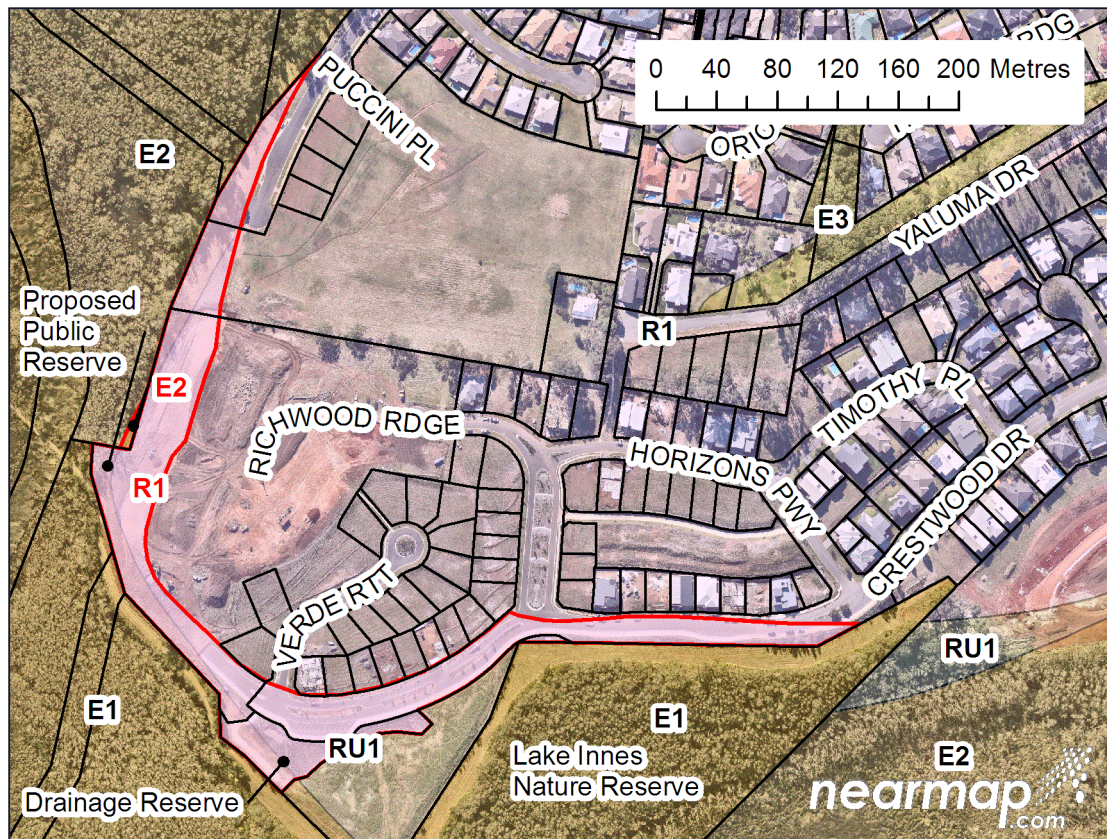 0 40 80 120 160 200 Metres
PUCCINI PL
RDG
ORIO
E2
E3
YALUMA DR
Proposed
Public
Reserve
R1
E2
TIMOTHY PL
RICHWOOD RDGE
HORIZONS PWY
R1
CRESTWOOD DR
VERDE RTT
RU1
E1
E1
RU1
Lake Innes
Nature Reserve
E2
Drainage Reserve
nearmap
.com